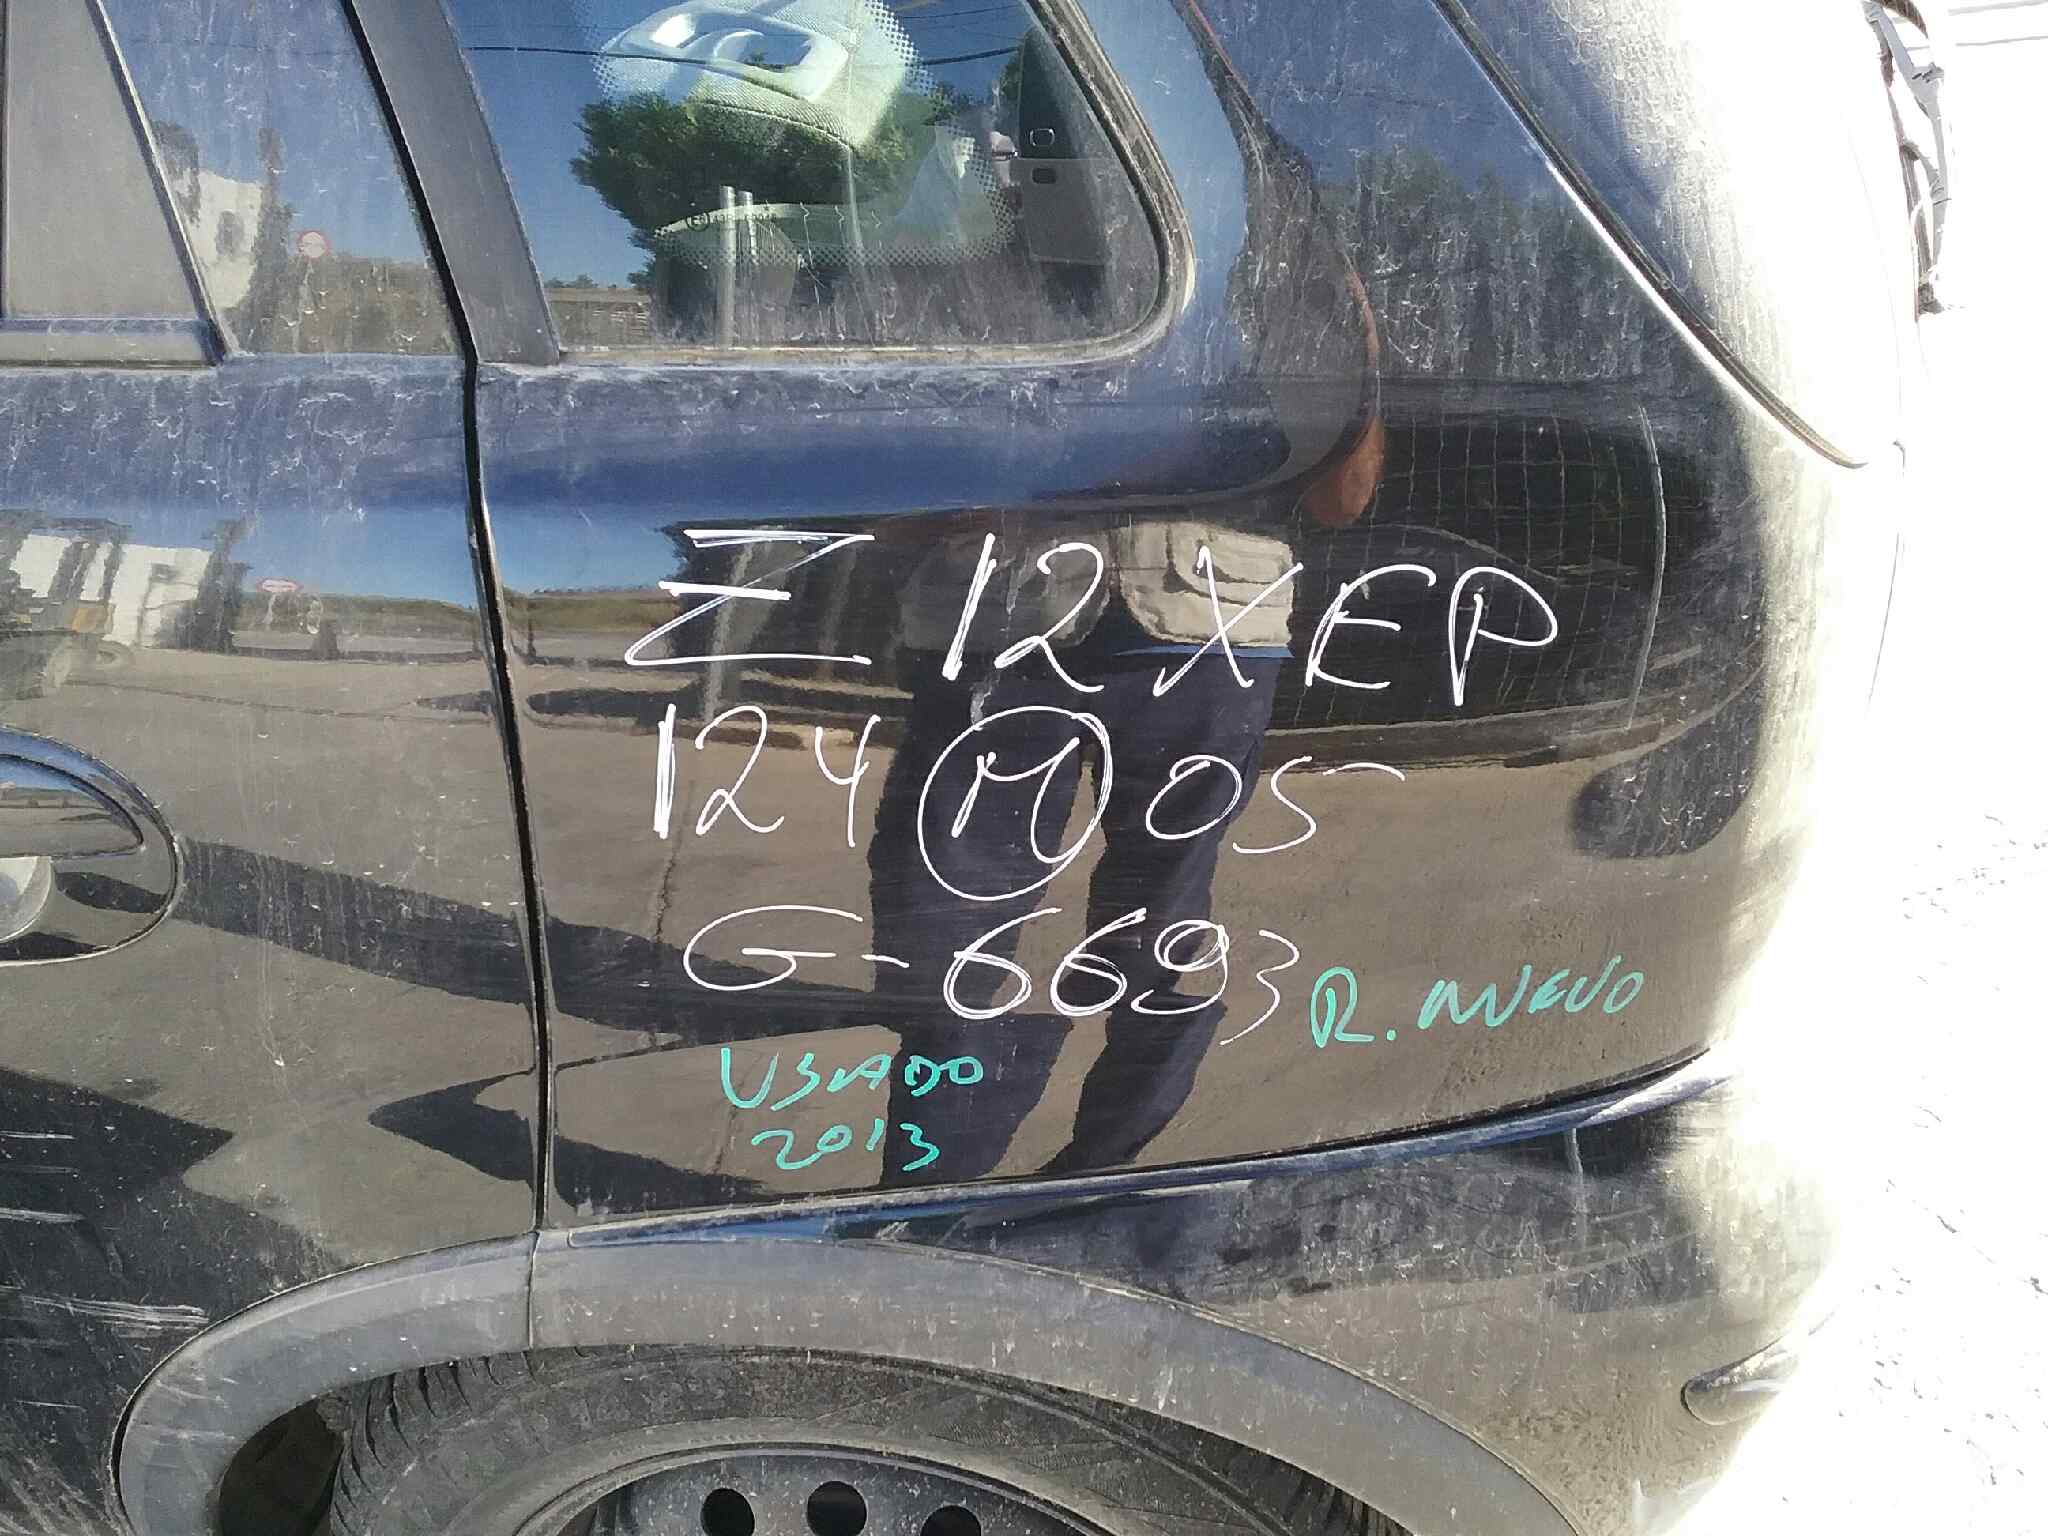 Z12XEP
124 M 05
G-6693
R. NUEVO
USADO
2013